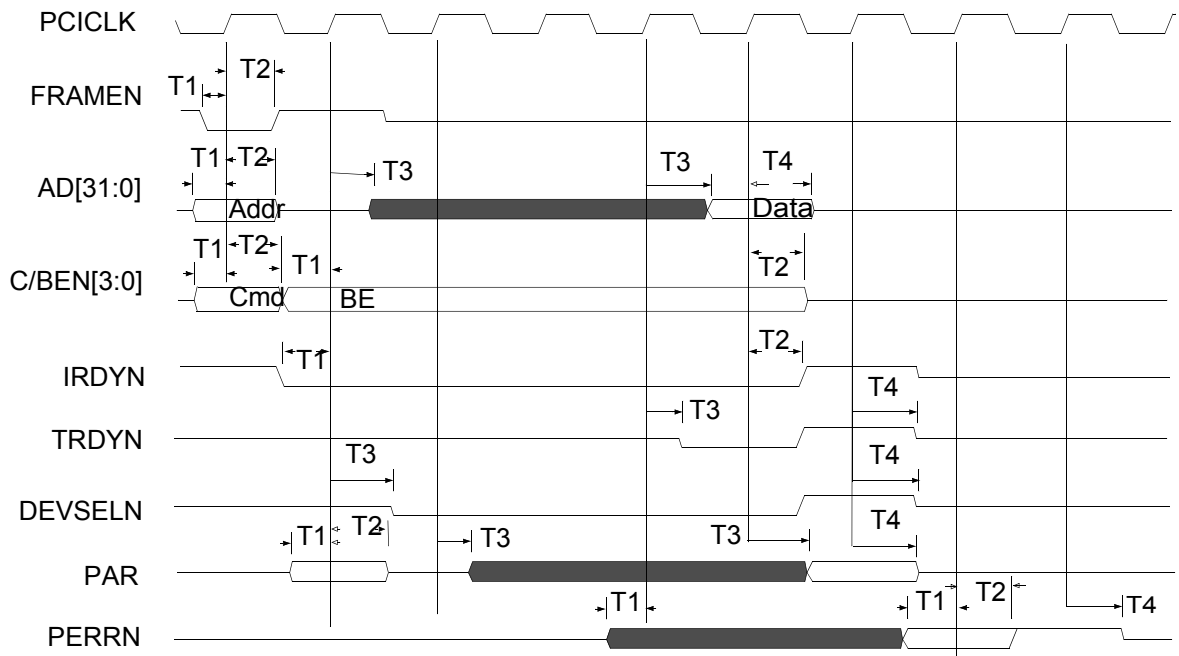 PCICLK
T2
T1
FRAMEN
T1 T2 T3 T3 T4
AD[31:0]
Addr Data
T1 T2 T1 T2
C/BEN[3:0]
Cmd BE
T1 T2
IRDYN
T4
T3
TRDYN
T3 T4
DEVSELN
T1 T2 T3 T3 T4
PAR
T1 T1 T2 T4
PERRN